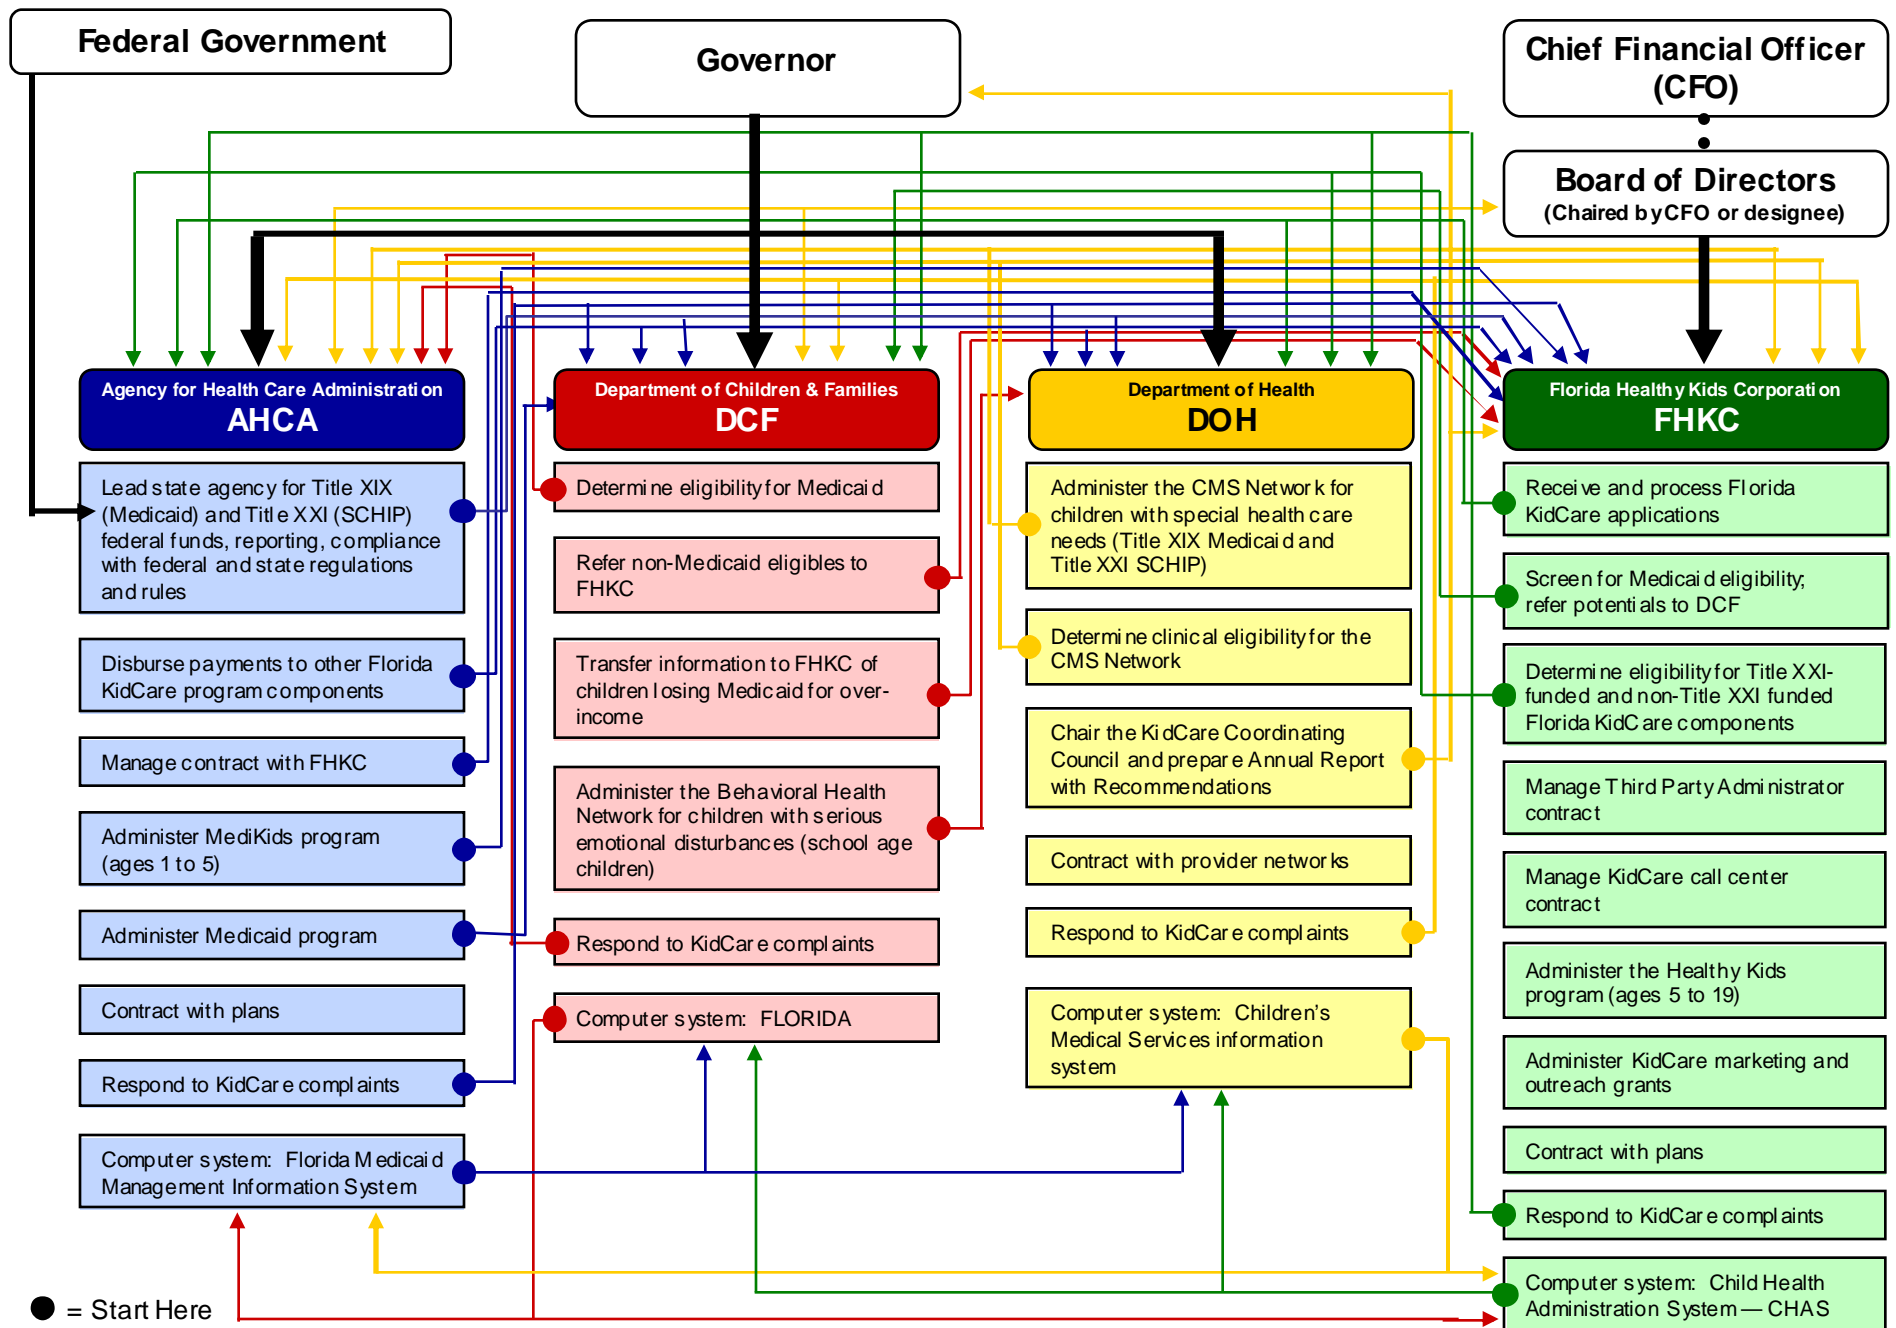 Federal Government
Governor
Chief Financial Officer
(CFO)
Board of Directors
(Chaired by CFO or designee)
Agency for Health Care Administration
AHCA
Lead state agency for Title XIX
(Medicaid) and Title XXI (SCHIP)
federal funds, reporting, compliance
with federal and state regulations
and rules
Disburse payments to other Florida
KidCare program components
Manage contract with FHKC
Administer MediKids program
(ages 1 to 5)
Administer Medicaid program
Contract with plans
Respond to KidCare complaints
Computer system: Florida Medicaid
Management Information System
Department of Children & Families
DCF
Determine eligibility for Medicaid
Refer non-Medicaid eligibles to
FHKC
Transfer information to FHKC of
children losing Medicaid for over-
income
Administer the Behavioral Health
Network for children with serious
emotional disturbances (school age
children)
Respond to KidCare complaints
Computer system: FLORIDA
Department of Health
DOH
Administer the CMS Network for
children with special health care
needs (Title XIX Medicaid and
Title XXI SCHIP)
Determine clinical eligibility for the
CMS Network
Chair the KidCare Coordinating
Council and prepare Annual Report
with Recommendations
Contract with provider networks
Respond to KidCare complaints
Computer system: Children's
Medical Services information
system
Florida Healthy Kids Corporation
FHKC
Receive and process Florida
KidCare applications
Screen for Medicaid eligibility;
refer potentials to DCF
Determine eligibility for Title XXI-
funded and non-Title XXI funded
Florida KidCare components
Manage Third Party Administrator
contract
Manage KidCare call center
contract
Administer the Healthy Kids
program (ages 5 to 19)
Administer KidCare marketing and
outreach grants
Contract with plans
Respond to KidCare complaints
Computer system: Child Health
Administration System — CHAS
= Start Here